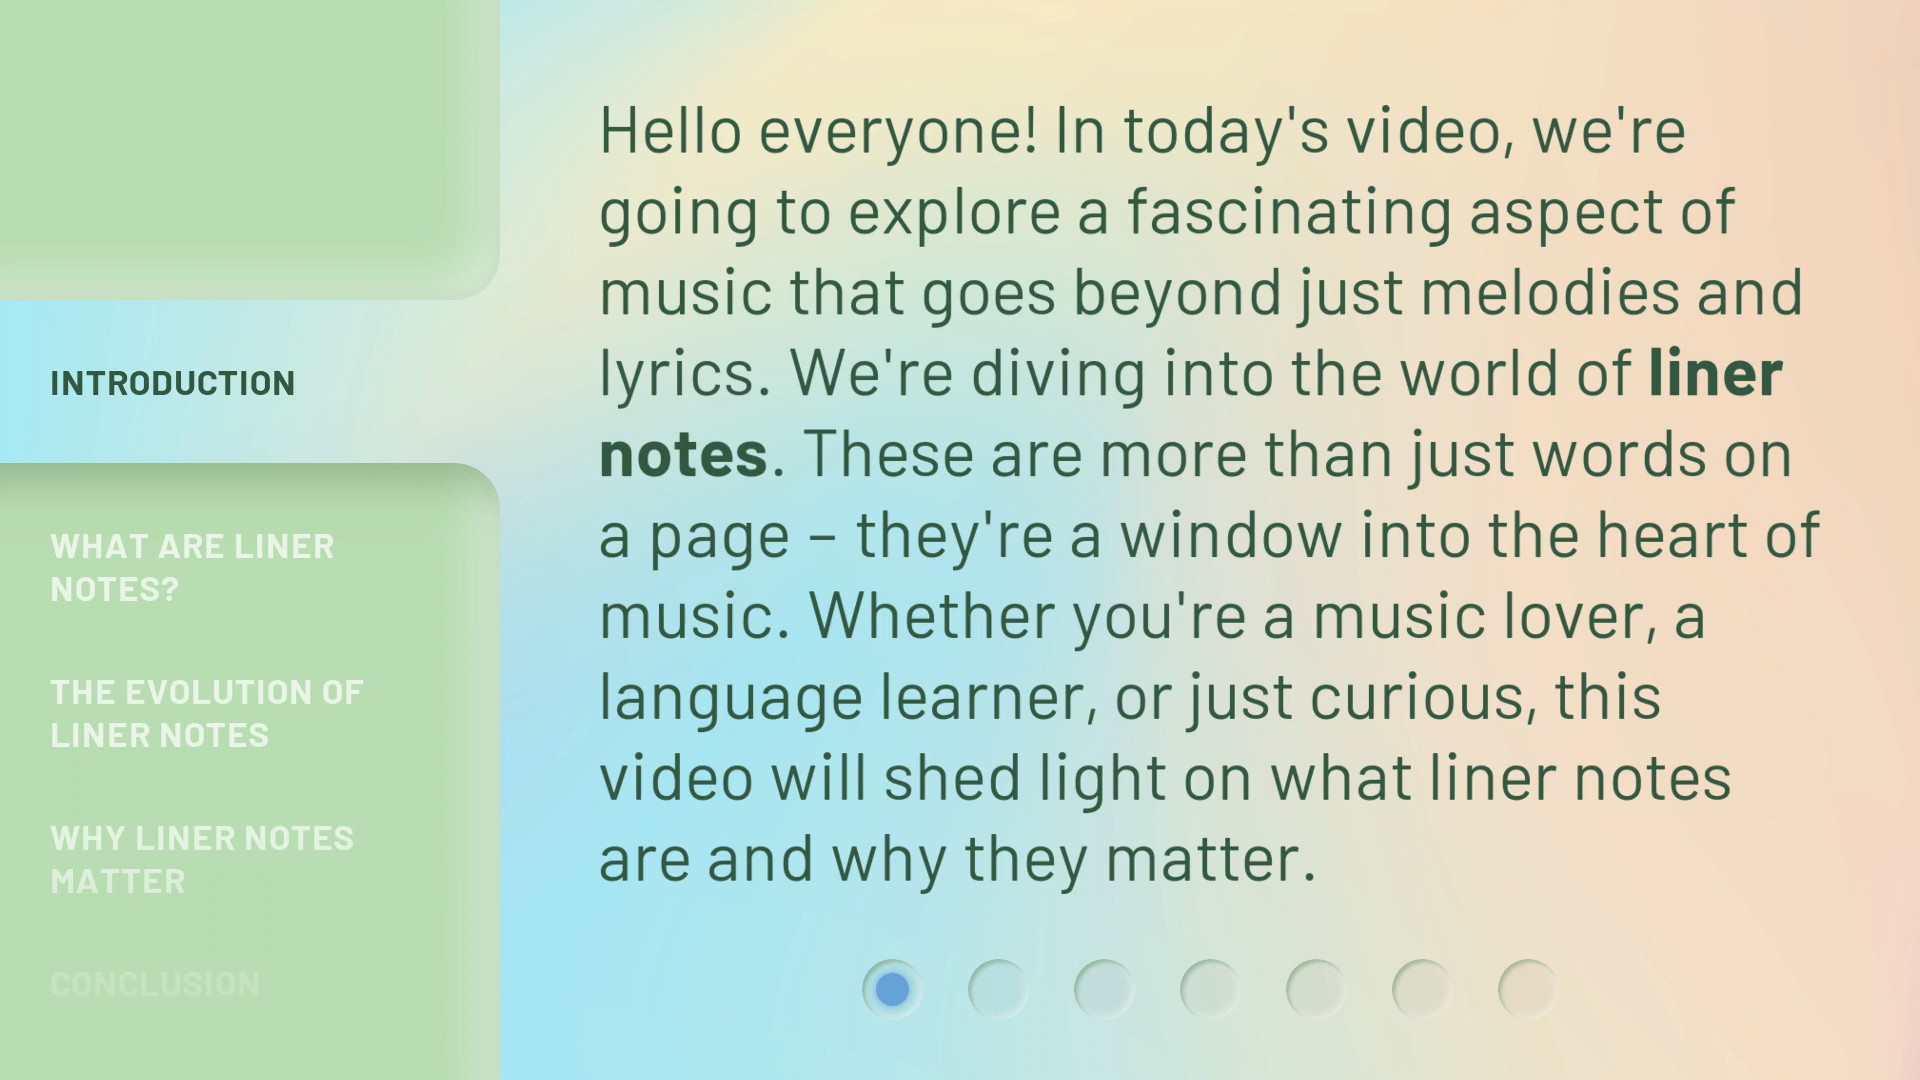 INTRODUCTION
WHAT ARE LINER
NOTES?
THE EVOLUTION OF
LINER NOTES
WHY LINER NOTES
MATTER
CONCLUSION
Hello everyone! In today's video, we're
going to explore a fascinating aspect of
music that goes beyond just melodies and
lyrics. We're diving into the world of liner
notes. These are more than just words on
a page – they're a window into the heart of
music. Whether you're a music lover, a
language learner, or just curious, this
video will shed light on what liner notes
are and why they matter.